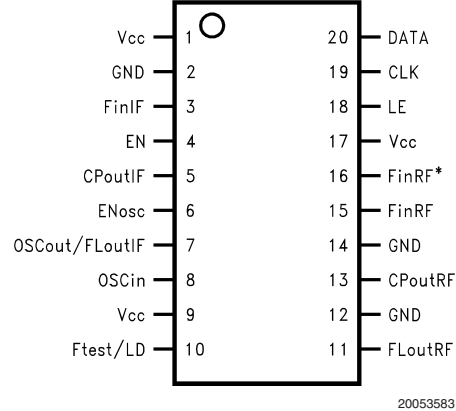 Vcc 1 20 DATA
GND 2 19 CLK
FinIF 3 18 LE
EN 4 17 Vcc
CPoutIF 5 16 FinRF*
ENosc 6 15 FinRF
OSCout/FLoutIF 7 14 GND
OSCin 8 13 CPoutRF
Vcc 9 12 GND
Ftest/LD 10 11 FLoutRF
20053583